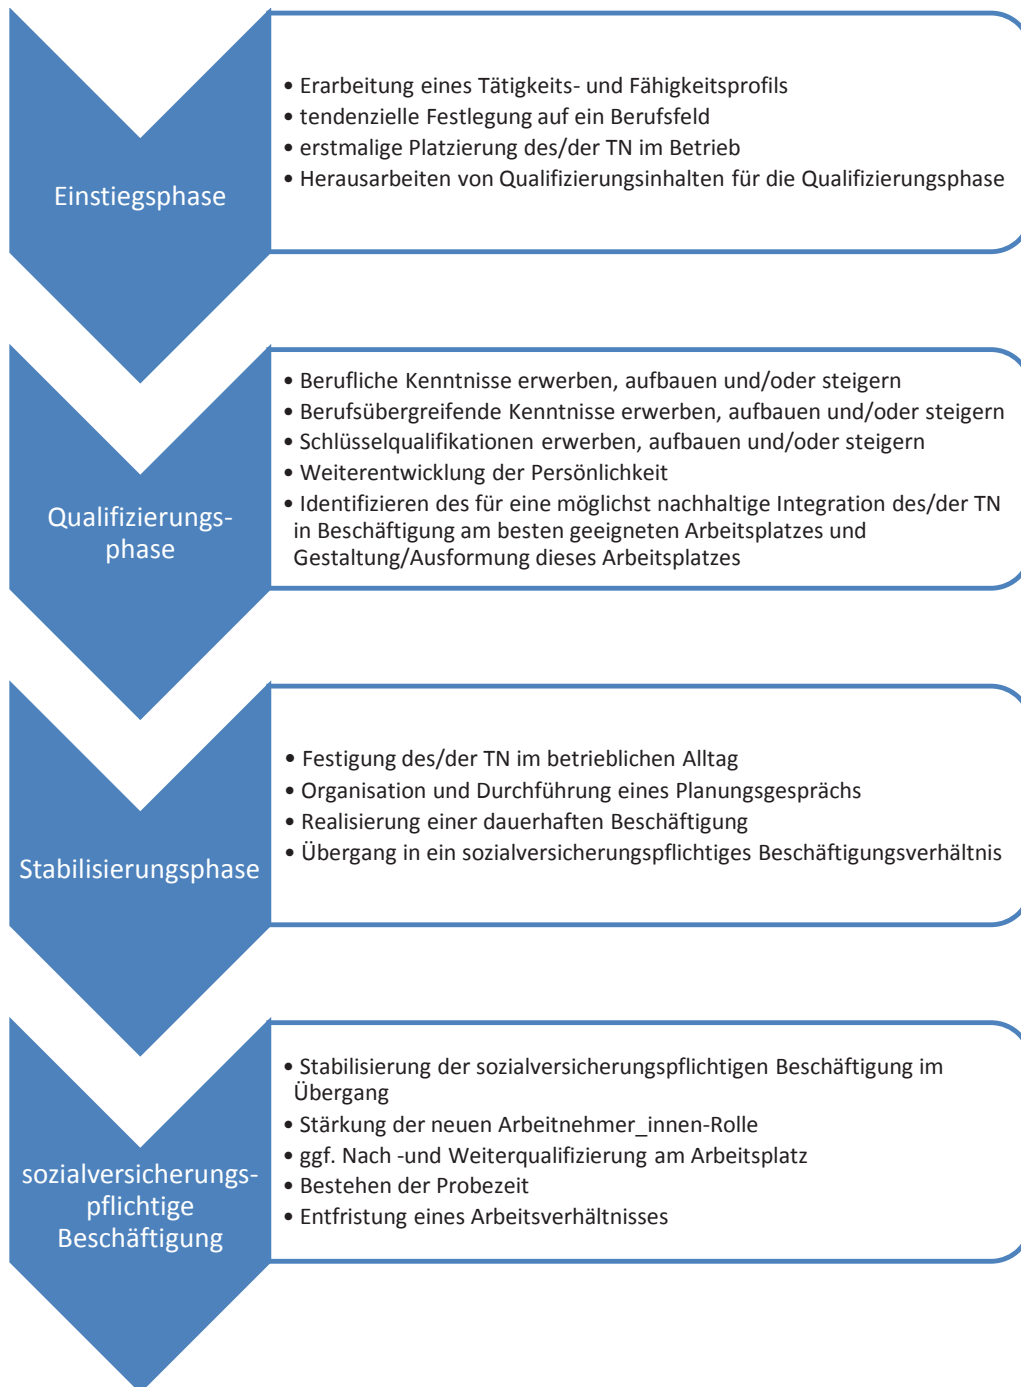 Einstiegsphase
• Erarbeitung eines Tätigkeits- und Fähigkeitsprofils
• tendenzielle Festlegung auf ein Berufsfeld
• erstmalige Platzierung des/der TN im Betrieb
• Herausarbeiten von Qualifizierungsinhalten für die Qualifizierungsphase
Qualifizierungs-
phase
• Berufliche Kenntnisse erwerben, aufbauen und/oder steigern
• Berufsübergreifende Kenntnisse erwerben, aufbauen und/oder steigern
• Schlüsselqualifikationen erwerben, aufbauen und/oder steigern
• Weiterentwicklung der Persönlichkeit
• Identifizieren des für eine möglichst nachhaltige Integration des/der TN
in Beschäftigung am besten geeigneten Arbeitsplatzes und
Gestaltung/Ausformung dieses Arbeitsplatzes
Stabilisierungsphase
• Festigung des/der TN im betrieblichen Alltag
• Organisation und Durchführung eines Planungsgesprächs
• Realisierung einer dauerhaften Beschäftigung
• Übergang in ein sozialversicherungspflichtiges Beschäftigungsverhältnis
sozialversicherungs-
pflichtige
Beschäftigung
• Stabilisierung der sozialversicherungspflichtigen Beschäftigung im
Übergang
• Stärkung der neuen Arbeitnehmer_innen-Rolle
• ggf. Nach -und Weiterqualifizierung am Arbeitsplatz
• Bestehen der Probezeit
• Entfristung eines Arbeitsverhältnisses